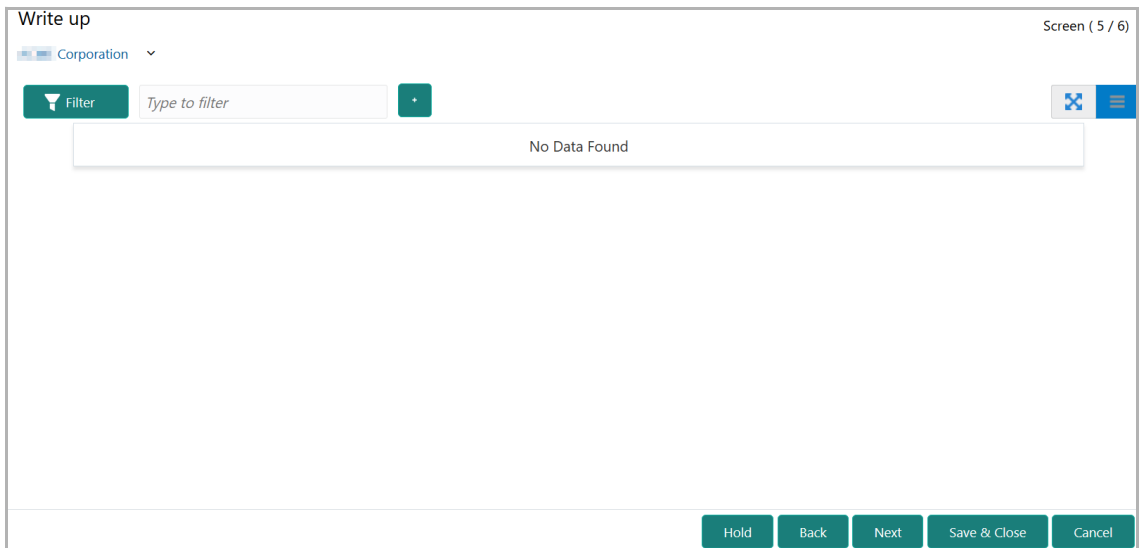 Write up
Screen ( 5 / 6)
Corporation
Filter
Type to filter
+
No Data Found
Hold
Back
Next
Save & Close
Cancel